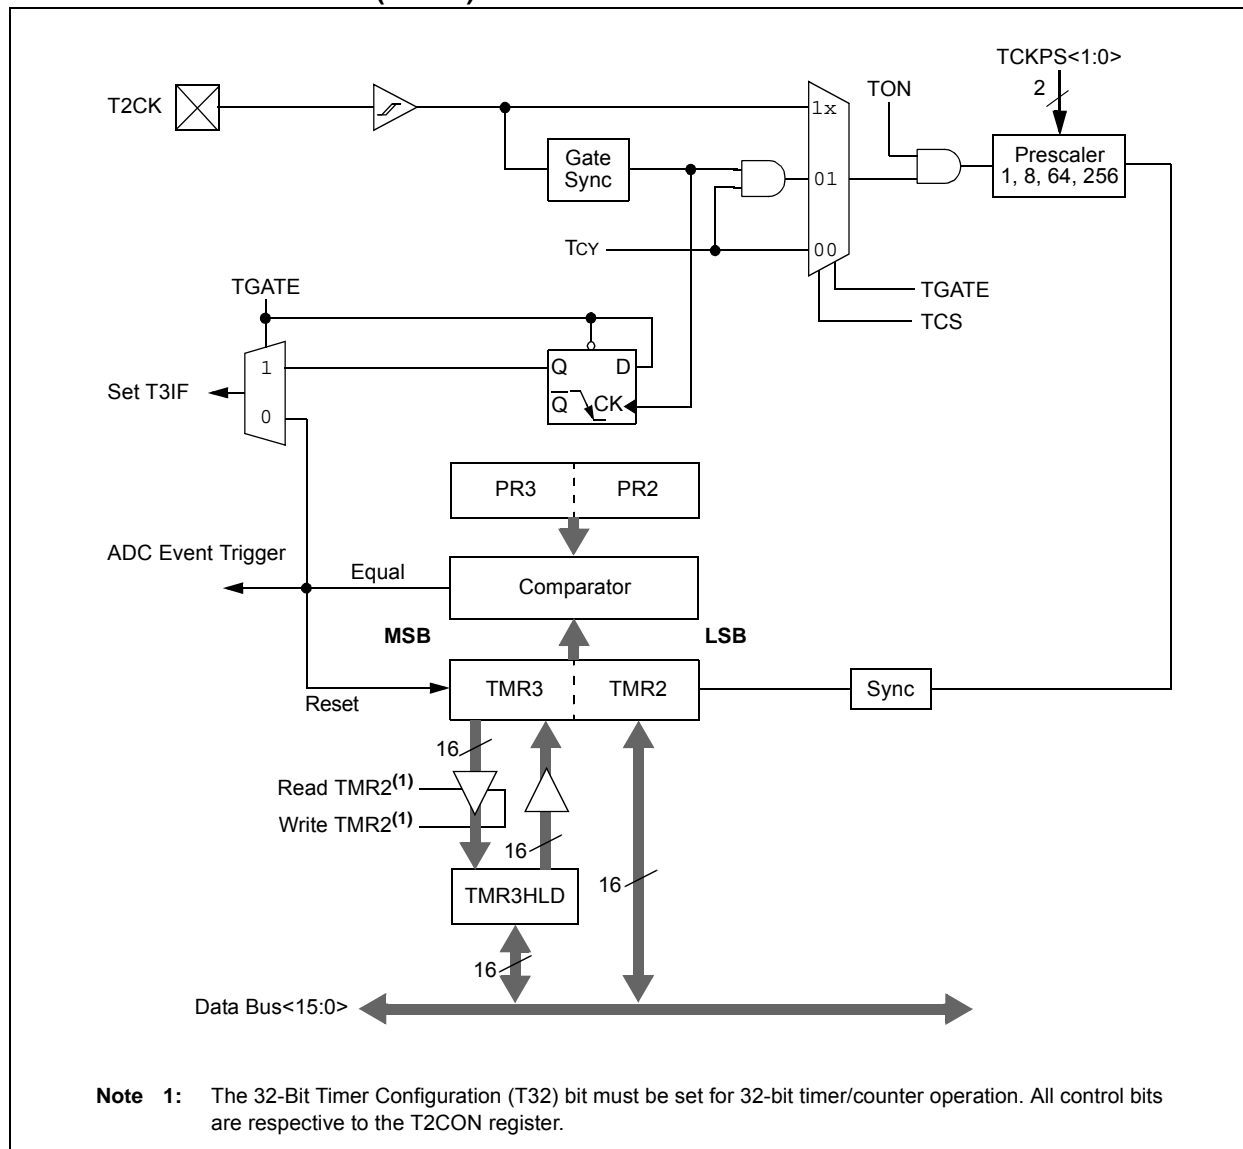 TCKPS<1:0>
T2CK
TON
2
1x
Prescaler
1, 8, 64, 256
Gate
Sync
01
TCY
00
TGATE
TGATE
TCS
1
Q
D
Set T3IF
Q
CK
0
PR3
PR2
ADC Event Trigger
Equal
Comparator
MSB
LSB
TMR3
TMR2
Sync
Reset
16
Read TMR2(1)
Write TMR2(1)
16
16
TMR3HLD
16
Data Bus<15:0>
Note 1: The 32-Bit Timer Configuration (T32) bit must be set for 32-bit timer/counter operation. All control bits
are respective to the T2CON register.